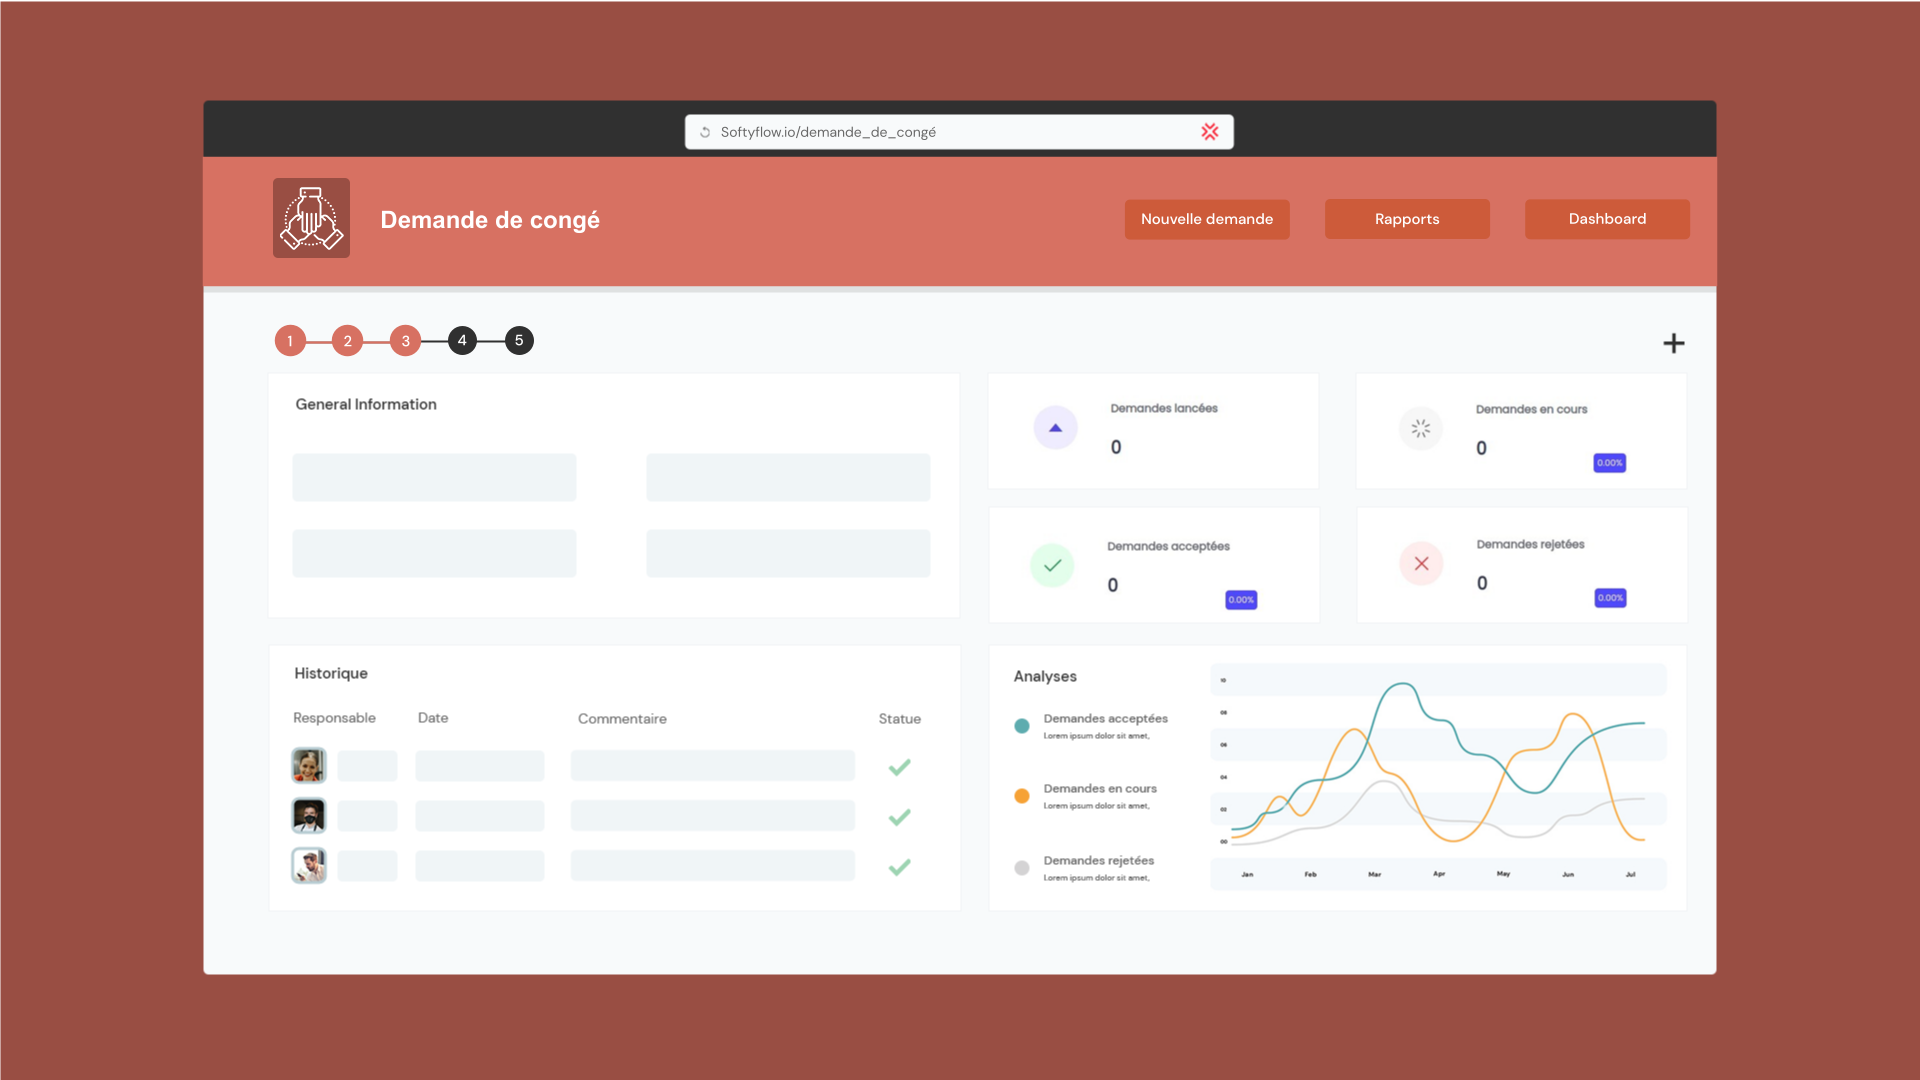 Softyflow.io/demande_de_congé
Demande de congé
Nouvelle demande
Rapports
Dashboard
1
2
3
4
5
General Information
Demandes lancées
0
Demandes en cours
0
0.00%
Demandes acceptées
0
0.00%
Demandes rejetées
0
0.00%
Historique
Responsable
Date
Commentaire
Statue
Analyses
Demandes acceptées
Lorem ipsum dolor sit amet,
Demandes en cours
Lorem ipsum dolor sit amet,
Demandes rejetées
Lorem ipsum dolor sit amet,
10
08
06
04
02
00
Jan
Feb
Mar
Apr
May
Jun
Jul